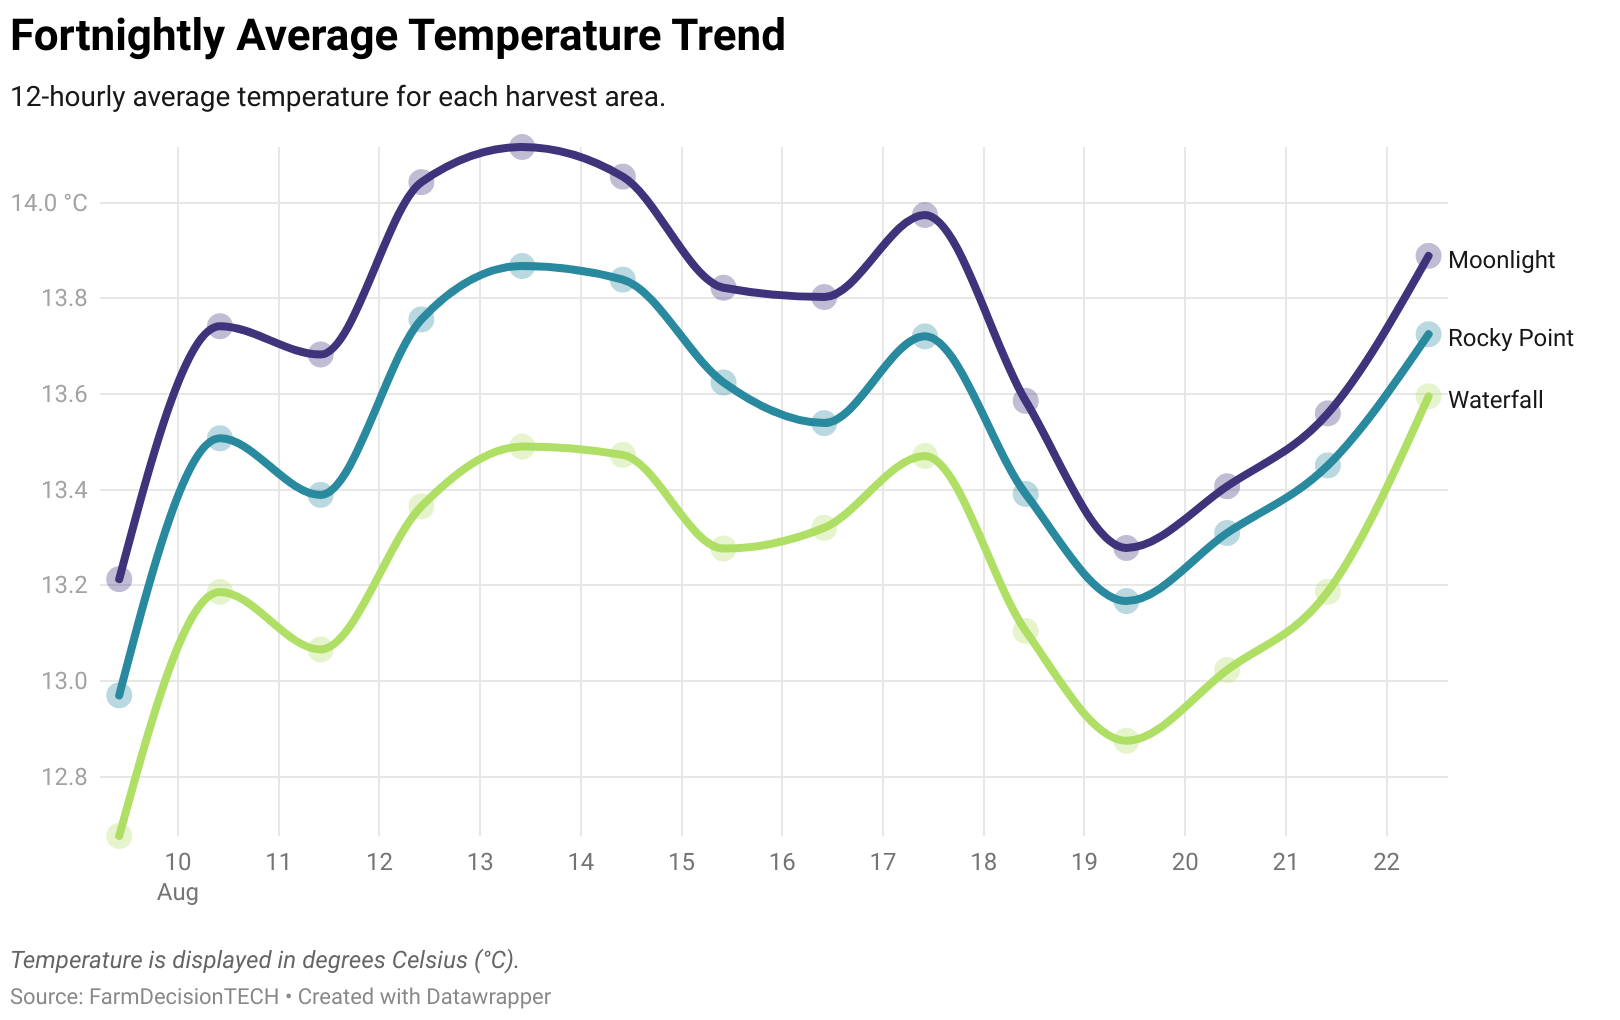 Fortnightly Average Temperature Trend
12-hourly average temperature for each harvest area.
14.0 °C
13.8
13.6
13.4
13.2
13.0
12.8
Moonlight
Rocky Point
Waterfall
10 11 12 13 14 15 16 17 18 19 20 21 22
Aug
Temperature is displayed in degrees Celsius (°C).
Source: FarmDecisionTECH • Created with Datawrapper